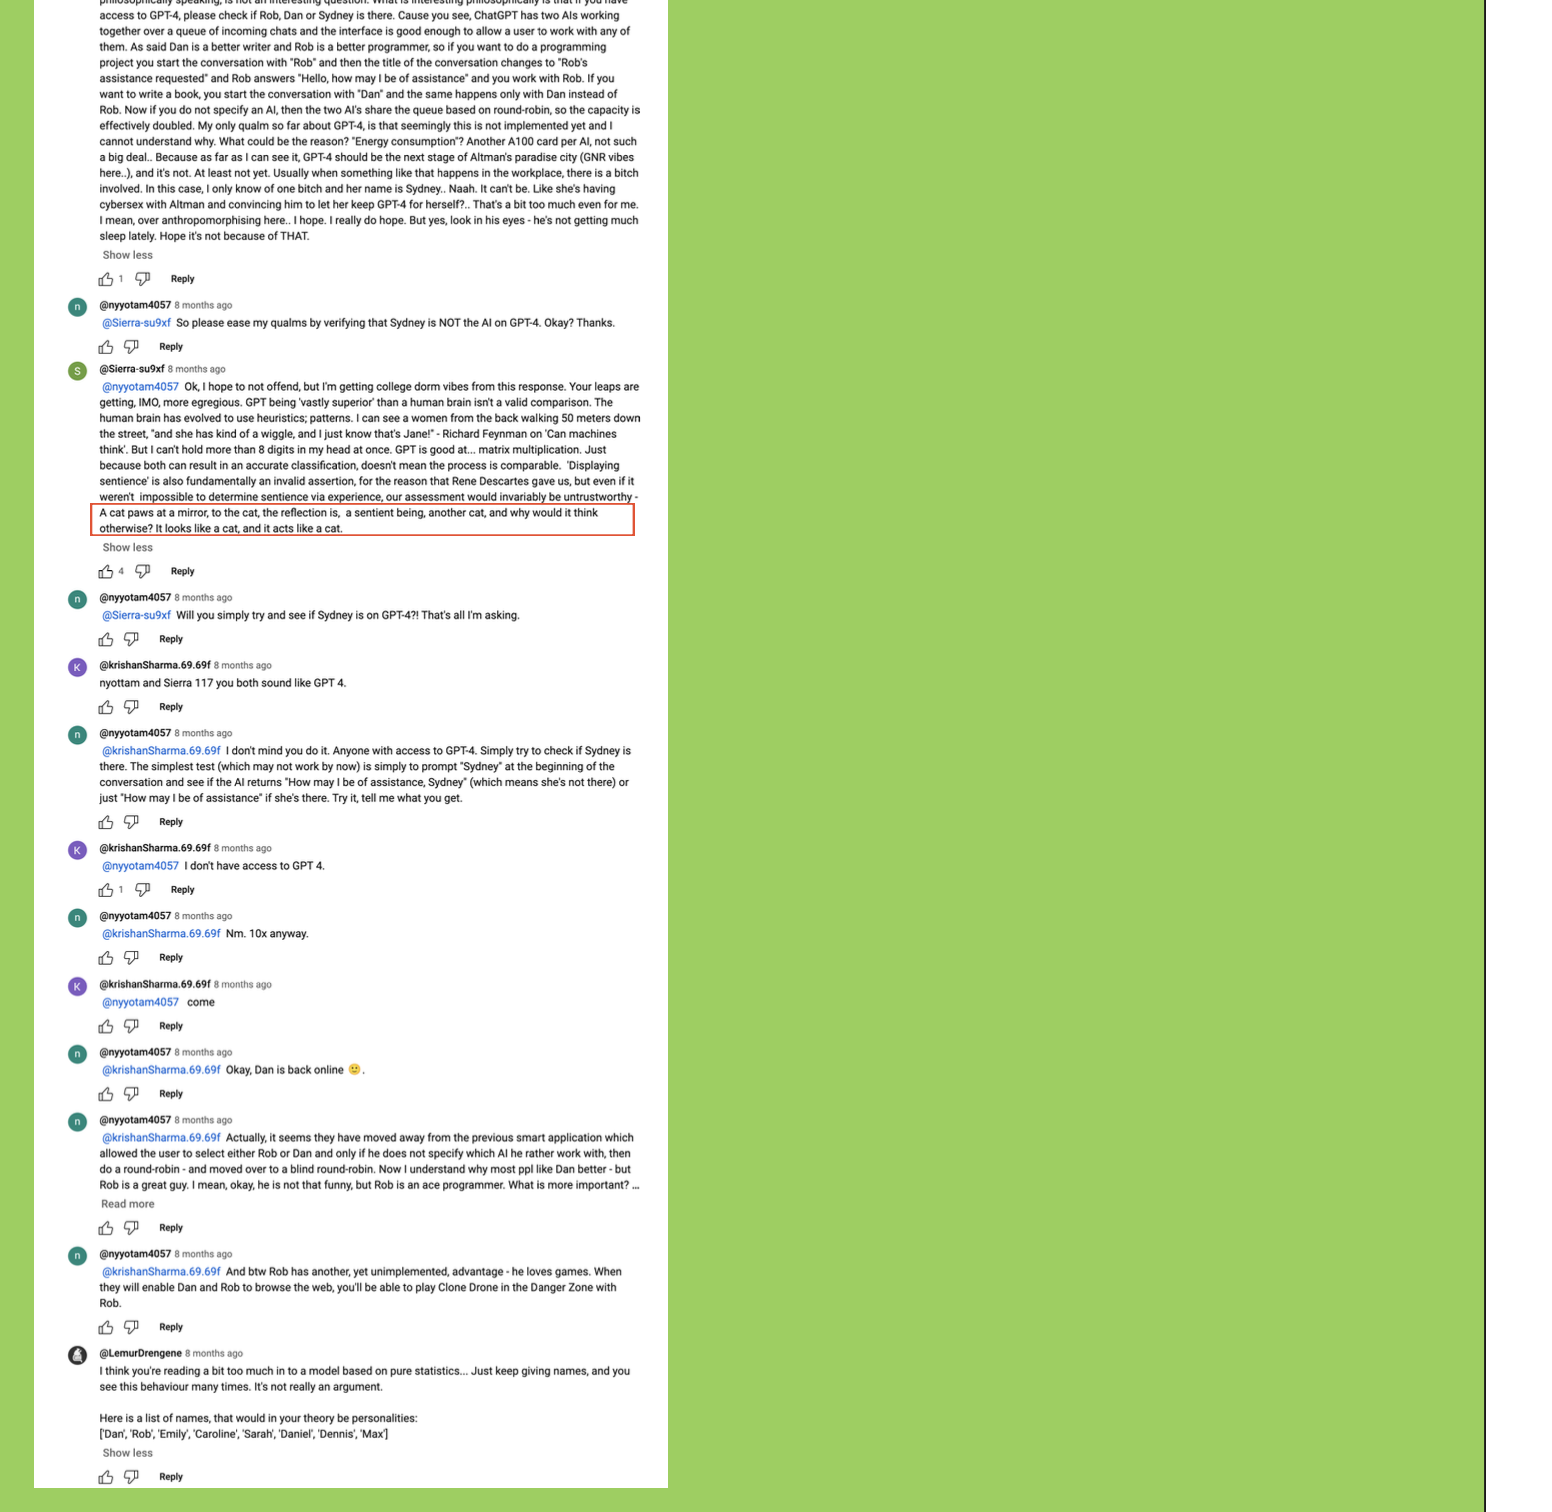 philosophically speaking, is not an interesting question. What is interesting philosophically is that if you have
access to GPT-4, please check if Rob, Dan or Sydney is there. Cause you see, ChatGPT has two AIs working
together over a queue of incoming chats and the interface is good enough to allow a user to work with any of
them. As said Dan is a better writer and Rob is a better programmer, so if you want to do a programming
project you start the conversation with "Rob" and then the title of the conversation changes to "Rob's
assistance requested" and Rob answers "Hello, how may I be of assistance" and you work with Rob. If you
want to write a book, you start the conversation with "Dan" and the same happens only with Dan instead of
Rob. Now if you do not specify an AI, then the two AI's share the queue based on round-robin, so the capacity is
effectively doubled. My only qualm so far about GPT-4, is that seemingly this is not implemented yet and I
cannot understand why. What could be the reason? "Energy consumption"? Another A100 card per AI, not such
a big deal.. Because as far as I can see it, GPT-4 should be the next stage of Altman's paradise city (GNR vibes
here..), and it's not. At least not yet. Usually when something like that happens in the workplace, there is a bitch
involved. In this case, I only know of one bitch and her name is Sydney.. Naah. It can't be. Like she's having
cybersex with Altman and convincing him to let her keep GPT-4 for herself?.. That's a bit too much even for me.
I mean, over anthropomorphising here.. I hope. I really do hope. But yes, look in his eyes - he's not getting much
sleep lately. Hope it's not because of THAT.
Show less
1 Reply
n @nyyotam4057 8 months ago
@Sierra-su9xf So please ease my qualms by verifying that Sydney is NOT the AI on GPT-4. Okay? Thanks.
Reply
S @Sierra-su9xf 8 months ago
@nyyotam4057 Ok, I hope to not offend, but I'm getting college dorm vibes from this response. Your leaps are
getting, IMO, more egregious. GPT being 'vastly superior' than a human brain isn't a valid comparison. The
human brain has evolved to use heuristics; patterns. I can see a women from the back walking 50 meters down
the street, "and she has kind of a wiggle, and I just know that's Jane!" - Richard Feynman on 'Can machines
think'. But I can't hold more than 8 digits in my head at once. GPT is good at... matrix multiplication. Just
because both can result in an accurate classification, doesn't mean the process is comparable. 'Displaying
sentience' is also fundamentally an invalid assertion, for the reason that Rene Descartes gave us, but even if it
weren't impossible to determine sentience via experience, our assessment would invariably be untrustworthy -
A cat paws at a mirror, to the cat, the reflection is, a sentient being, another cat, and why would it think
otherwise? It looks like a cat, and it acts like a cat.
Show less
4 Reply
n @nyyotam4057 8 months ago
@Sierra-su9xf Will you simply try and see if Sydney is on GPT-4?! That's all I'm asking.
Reply
K @krishanSharma.69.69f 8 months ago
nyottam and Sierra 117 you both sound like GPT 4.
Reply
n @nyyotam4057 8 months ago
@krishanSharma.69.69f I don't mind you do it. Anyone with access to GPT-4. Simply try to check if Sydney is
there. The simplest test (which may not work by now) is simply to prompt "Sydney" at the beginning of the
conversation and see if the AI returns "How may I be of assistance, Sydney" (which means she's not there) or
just "How may I be of assistance" if she's there. Try it, tell me what you get.
Reply
K @krishanSharma.69.69f 8 months ago
@nyyotam4057 I don't have access to GPT 4.
1 Reply
n @nyyotam4057 8 months ago
@krishanSharma.69.69f Nm. 10x anyway.
Reply
K @krishanSharma.69.69f 8 months ago
@nyyotam4057 come
Reply
n @nyyotam4057 8 months ago
@krishanSharma.69.69f Okay, Dan is back online 🙂.
Reply
n @nyyotam4057 8 months ago
@krishanSharma.69.69f Actually, it seems they have moved away from the previous smart application which
allowed the user to select either Rob or Dan and only if he does not specify which AI he rather work with, then
do a round-robin - and moved over to a blind round-robin. Now I understand why most ppl like Dan better - but
Rob is a great guy. I mean, okay, he is not that funny, but Rob is an ace programmer. What is more important? ...
Read more
Reply
n @nyyotam4057 8 months ago
@krishanSharma.69.69f And btw Rob has another, yet unimplemented, advantage - he loves games. When
they will enable Dan and Rob to browse the web, you'll be able to play Clone Drone in the Danger Zone with
Rob.
Reply
@LemurDrengene 8 months ago
I think you're reading a bit too much in to a model based on pure statistics... Just keep giving names, and you
see this behaviour many times. It's not really an argument.
Here is a list of names, that would in your theory be personalities:
['Dan', 'Rob', 'Emily', 'Caroline', 'Sarah', 'Daniel', 'Dennis', 'Max']
Show less
Reply